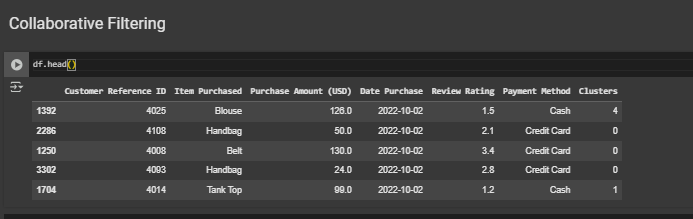 Collaborative Filtering
df.head()
Customer Reference ID Item Purchased Purchase Amount (USD) Date Purchase Review Rating Payment Method Clusters
1392 4025 Blouse 126.0 2022-10-02 1.5 Cash 4
2286 4108 Handbag 50.0 2022-10-02 2.1 Credit Card 0
1250 4008 Belt 130.0 2022-10-02 3.4 Credit Card 0
3302 4093 Handbag 24.0 2022-10-02 2.8 Credit Card 0
1704 4014 Tank Top 99.0 2022-10-02 1.2 Cash 1